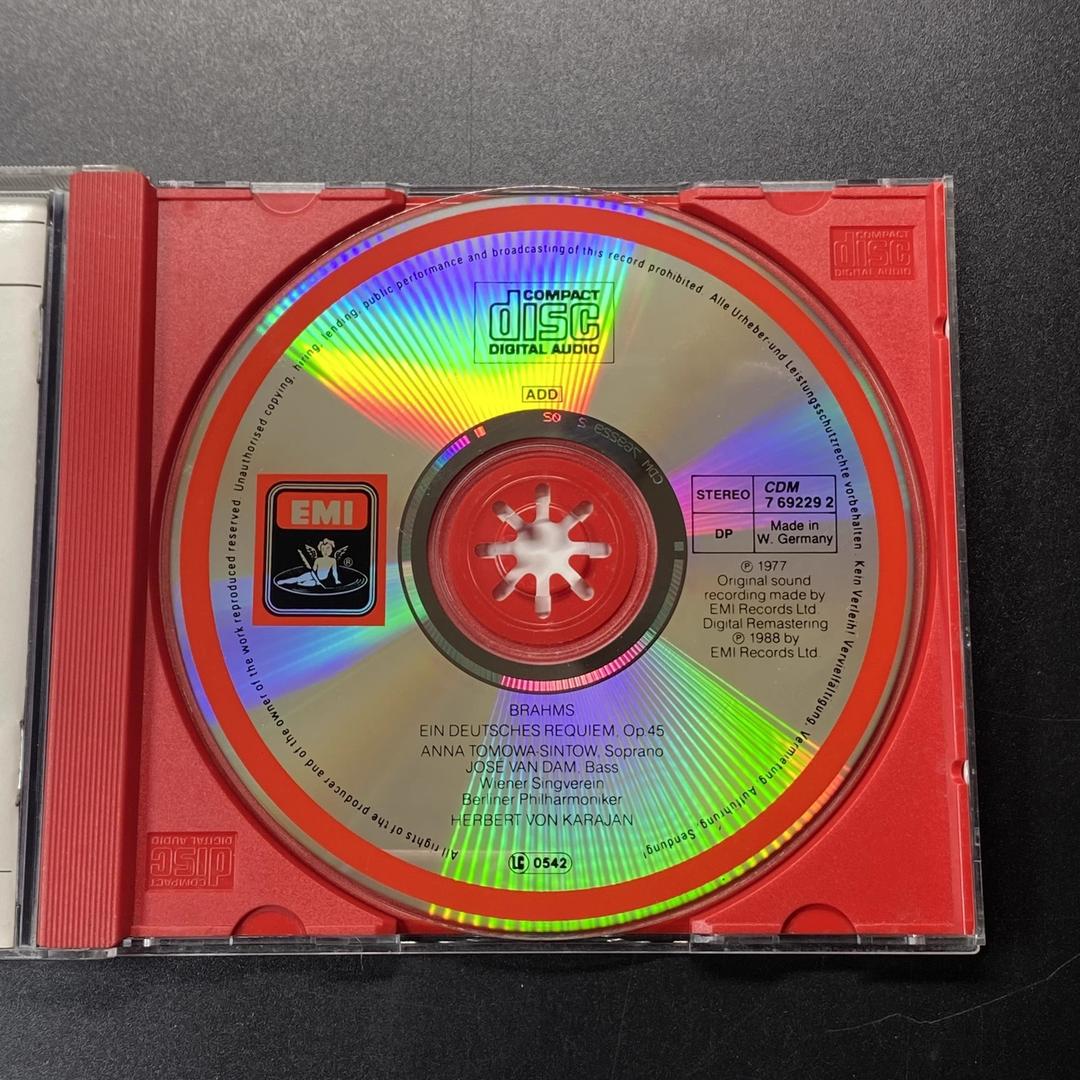 All rights of the producer and of the owner of the work reproduced reserved. Unauthorised copying, hiring, lending, public performance and broadcasting of this record prohibited. Alle Urheber-und Leistungsschutzrechte vorbehalten. Kein Verleih! Vervielfältigung, Vermietung, Aufführung, Sendung!
COMPACT
disc
DIGITAL AUDIO
COMPACT
disc
DIGITAL AUDIO
ADD
CDM 7692292 2 05
EMI
®
STEREO
CDM
7 69229 2
DP
Made in
W. Germany
℗ 1977
Original sound
recording made by
EMI Records Ltd.
Digital Remastering
℗ 1988 by
EMI Records Ltd.
BRAHMS
EIN DEUTSCHES REQUIEM, Op 45
ANNA TOMOWA-SINTOW, Soprano
JOSE VAN DAM, Bass
Wiener Singverein
Berliner Philharmoniker
HERBERT VON KARAJAN
LC 0542
COMPACT
disc
DIGITAL AUDIO